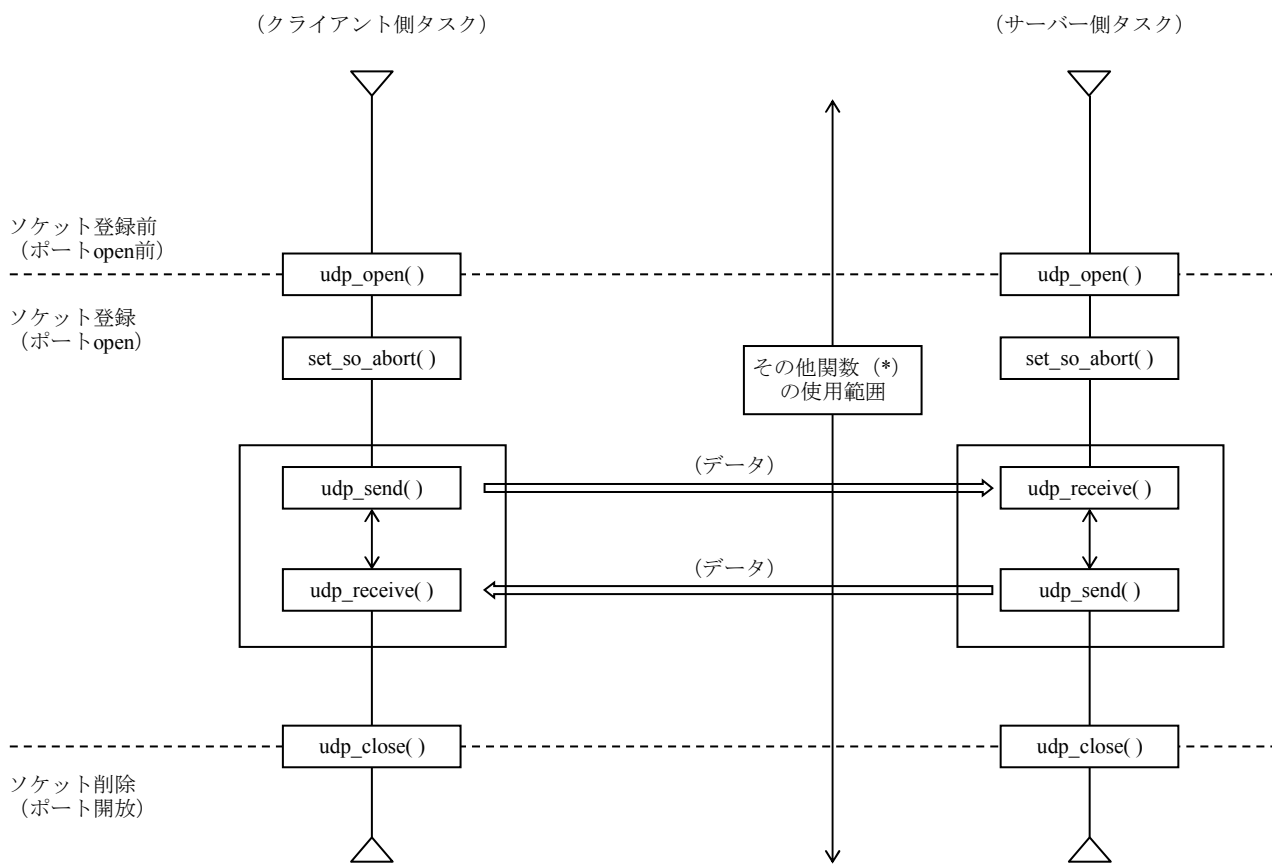 （クライアント側タスク）
（サーバー側タスク）
ソケット登録前
（ポートopen前）
udp_open( )
udp_open( )
ソケット登録
（ポートopen）
set_so_abort( )
set_so_abort( )
その他関数（*）
の使用範囲
udp_send( )
（データ）
udp_receive( )
udp_receive( )
（データ）
udp_send( )
udp_close( )
udp_close( )
ソケット削除
（ポート開放）